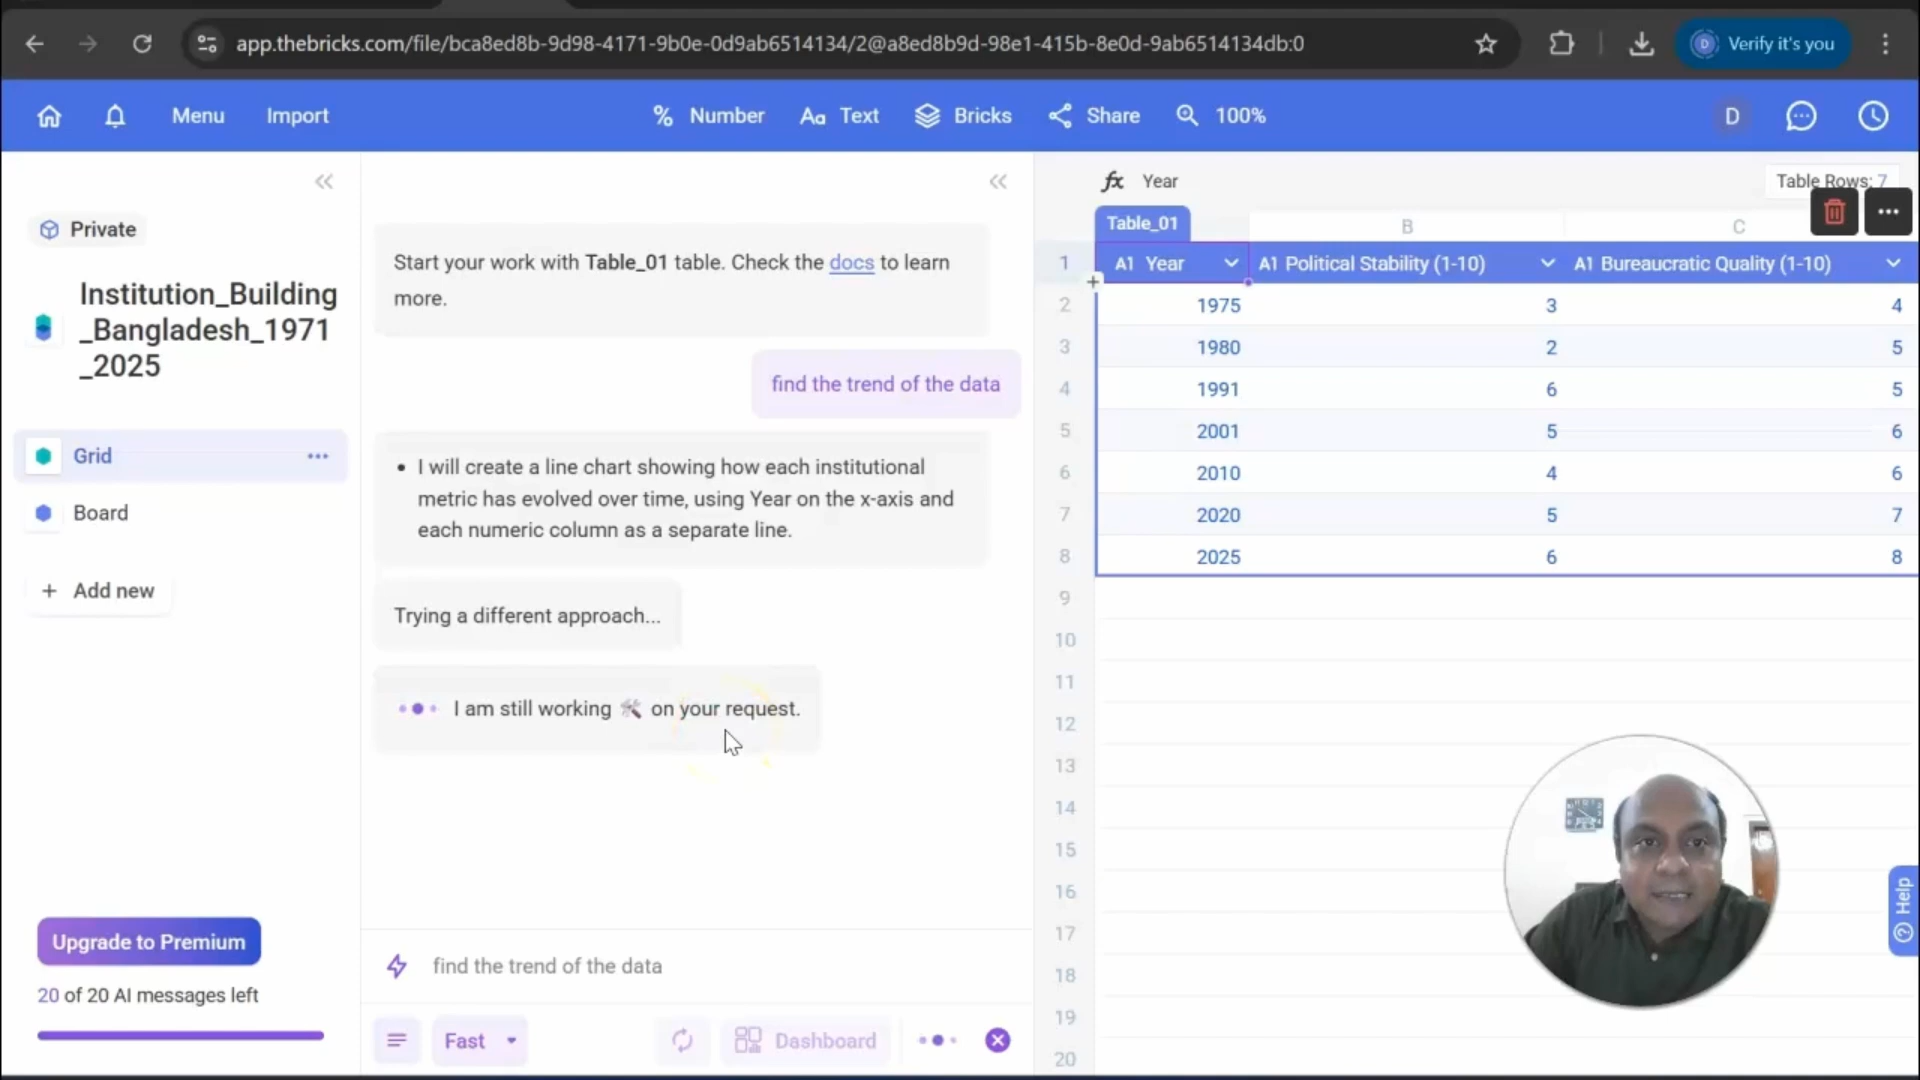 app.thebricks.com/file/bca8ed8b-9d98-4171-9b0e-0d9ab6514134/2@a8ed8b9d-98e1-415b-8e0d-9ab6514134db:0
D Verify it's you
Menu Import % Number Aa Text Bricks Share 100% D
Private
Institution_Building
_Bangladesh_1971
_2025
Grid
Board
+ Add new
Upgrade to Premium
20 of 20 AI messages left
Start your work with Table_01 table. Check the docs to learn
more.
find the trend of the data
• I will create a line chart showing how each institutional
metric has evolved over time, using Year on the x-axis and
each numeric column as a separate line.
Trying a different approach...
I am still working 🛠 on your request.
find the trend of the data
Fast Dashboard
fx Year Table Rows: 7
Table_01 B C
1 A1 Year A1 Political Stability (1-10) A1 Bureaucratic Quality (1-10)
2 1975 3 4
3 1980 2 5
4 1991 6 5
5 2001 5 6
6 2010 4 6
7 2020 5 7
8 2025 6 8
9
10
11
12
13
14
15
16
17
18
19
20
Help